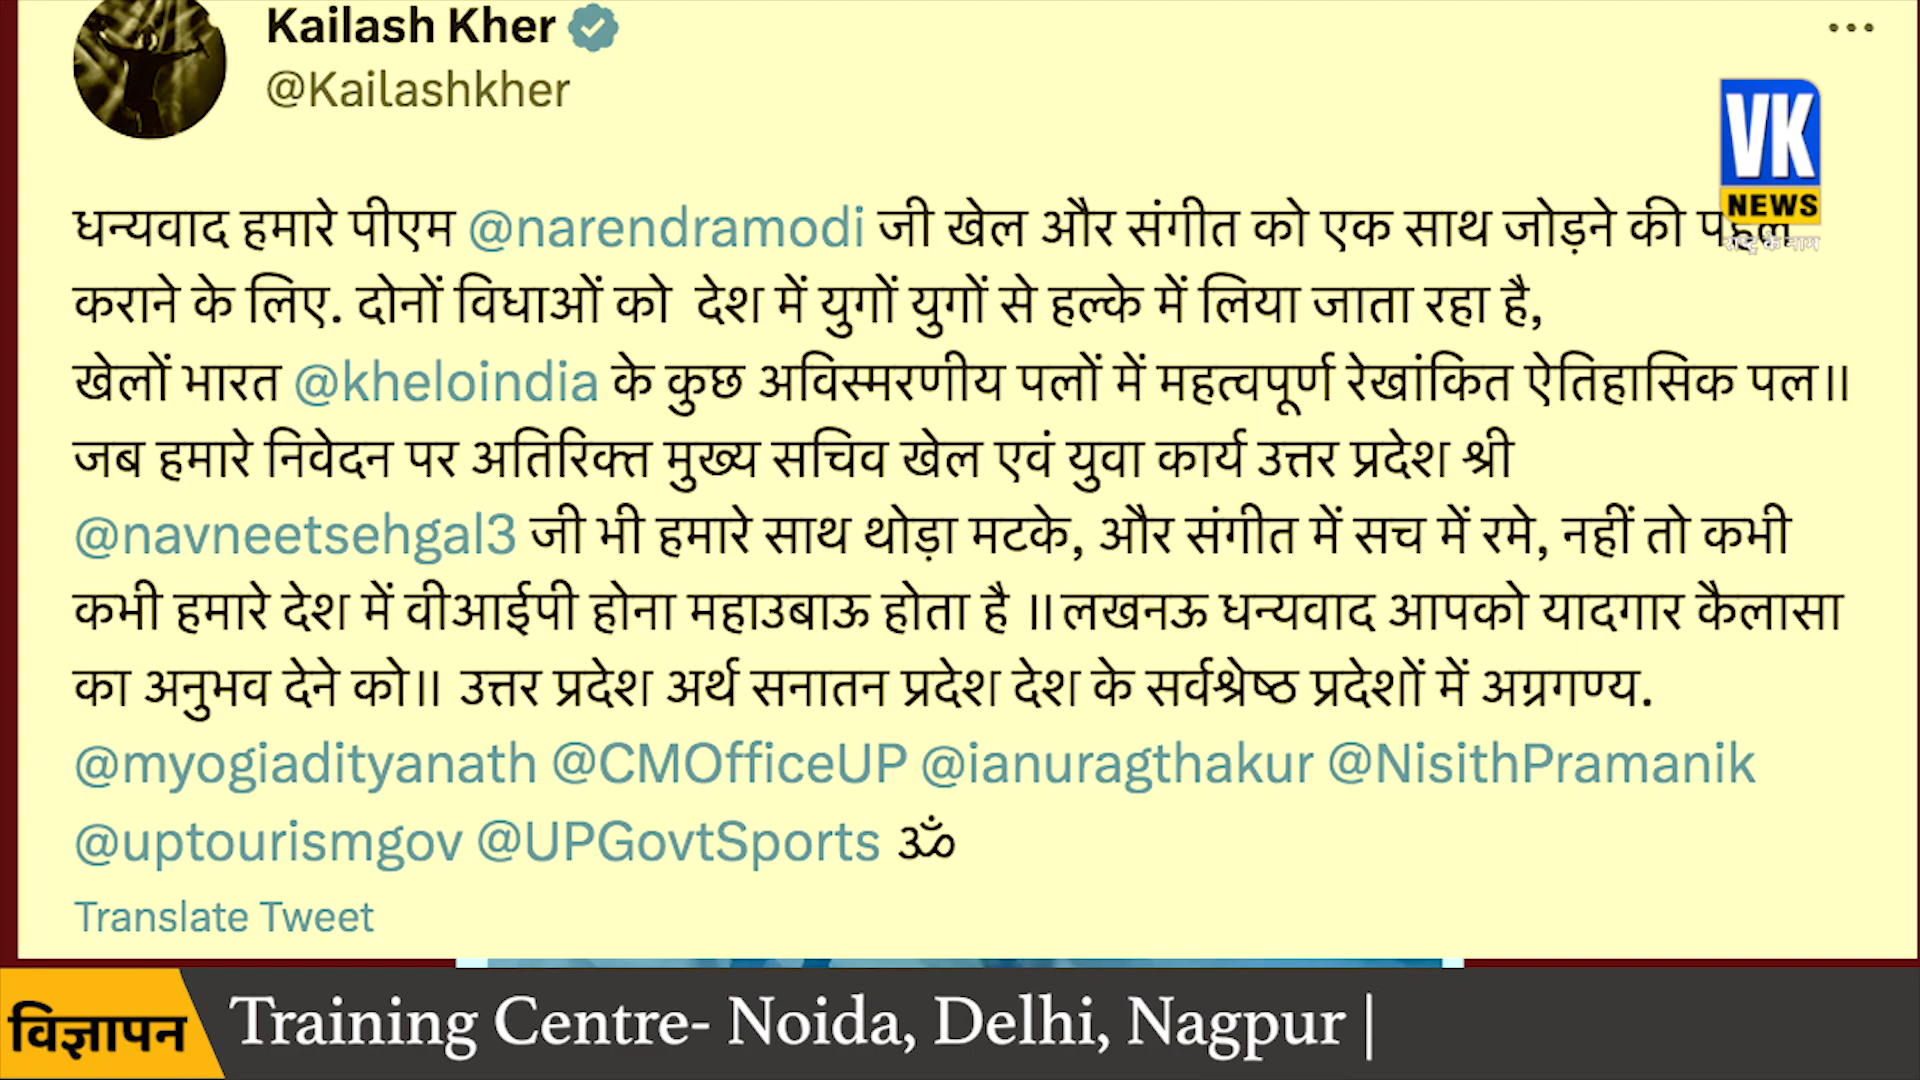 Kailash Kher
@Kailashkher
VK
NEWS
राष्ट्र के नाम
धन्यवाद हमारे पीएम @narendramodi जी खेल और संगीत को एक साथ जोड़ने की पहल
कराने के लिए. दोनों विधाओं को देश में युगों युगों से हल्के में लिया जाता रहा है,
खेलों भारत @kheloindia के कुछ अविस्मरणीय पलों में महत्वपूर्ण रेखांकित ऐतिहासिक पल॥
जब हमारे निवेदन पर अतिरिक्त मुख्य सचिव खेल एवं युवा कार्य उत्तर प्रदेश श्री
@navneetsehgal3 जी भी हमारे साथ थोड़ा मटके, और संगीत में सच में रमे, नहीं तो कभी
कभी हमारे देश में वीआईपी होना महाउबाऊ होता है ॥लखनऊ धन्यवाद आपको यादगार कैलासा
का अनुभव देने को॥ उत्तर प्रदेश अर्थ सनातन प्रदेश देश के सर्वश्रेष्ठ प्रदेशों में अग्रगण्य.
@myogiadityanath @CMOfficeUP @ianuragthakur @NisithPramanik
@uptourismgov @UPGovtSports ॐ
Translate Tweet
विज्ञापन Training Centre- Noida, Delhi, Nagpur |